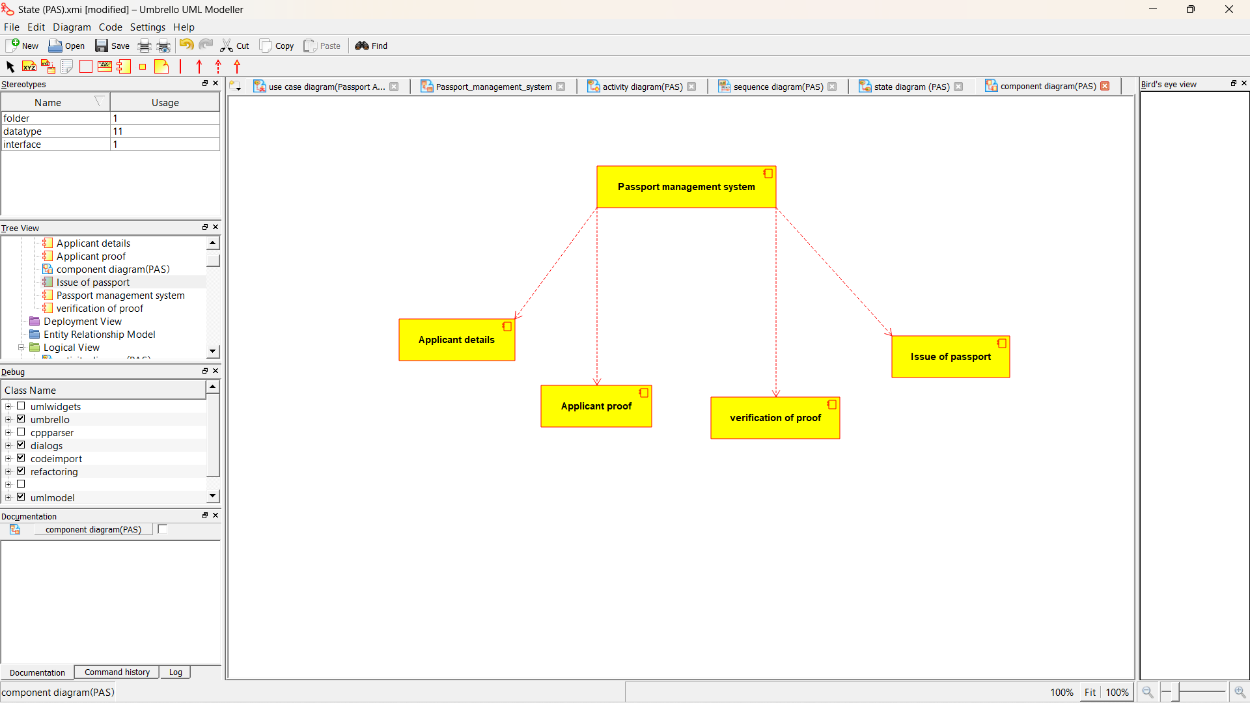 State (PAS).xmi [modified] – Umbrello UML Modeller
File Edit Diagram Code Settings Help
New Open Save Cut Copy Paste Find
XYZ
Stereotypes
use case diagram(Passport A... Passport_management_system activity diagram(PAS) sequence diagram(PAS) state diagram (PAS) component diagram(PAS)
Bird's eye view
Name Usage
folder 1
datatype 11
interface 1
Tree View
Applicant details
Applicant proof
component diagram(PAS)
Issue of passport
Passport management system
verification of proof
Deployment View
Entity Relationship Model
Logical View
Debug
Class Name
umlwidgets
umbrello
cppparser
dialogs
codeimport
refactoring
umlmodel
Documentation
component diagram(PAS)
Documentation Command history Log
Passport management system
Applicant details
Issue of passport
Applicant proof
verification of proof
component diagram(PAS)
100% Fit 100%